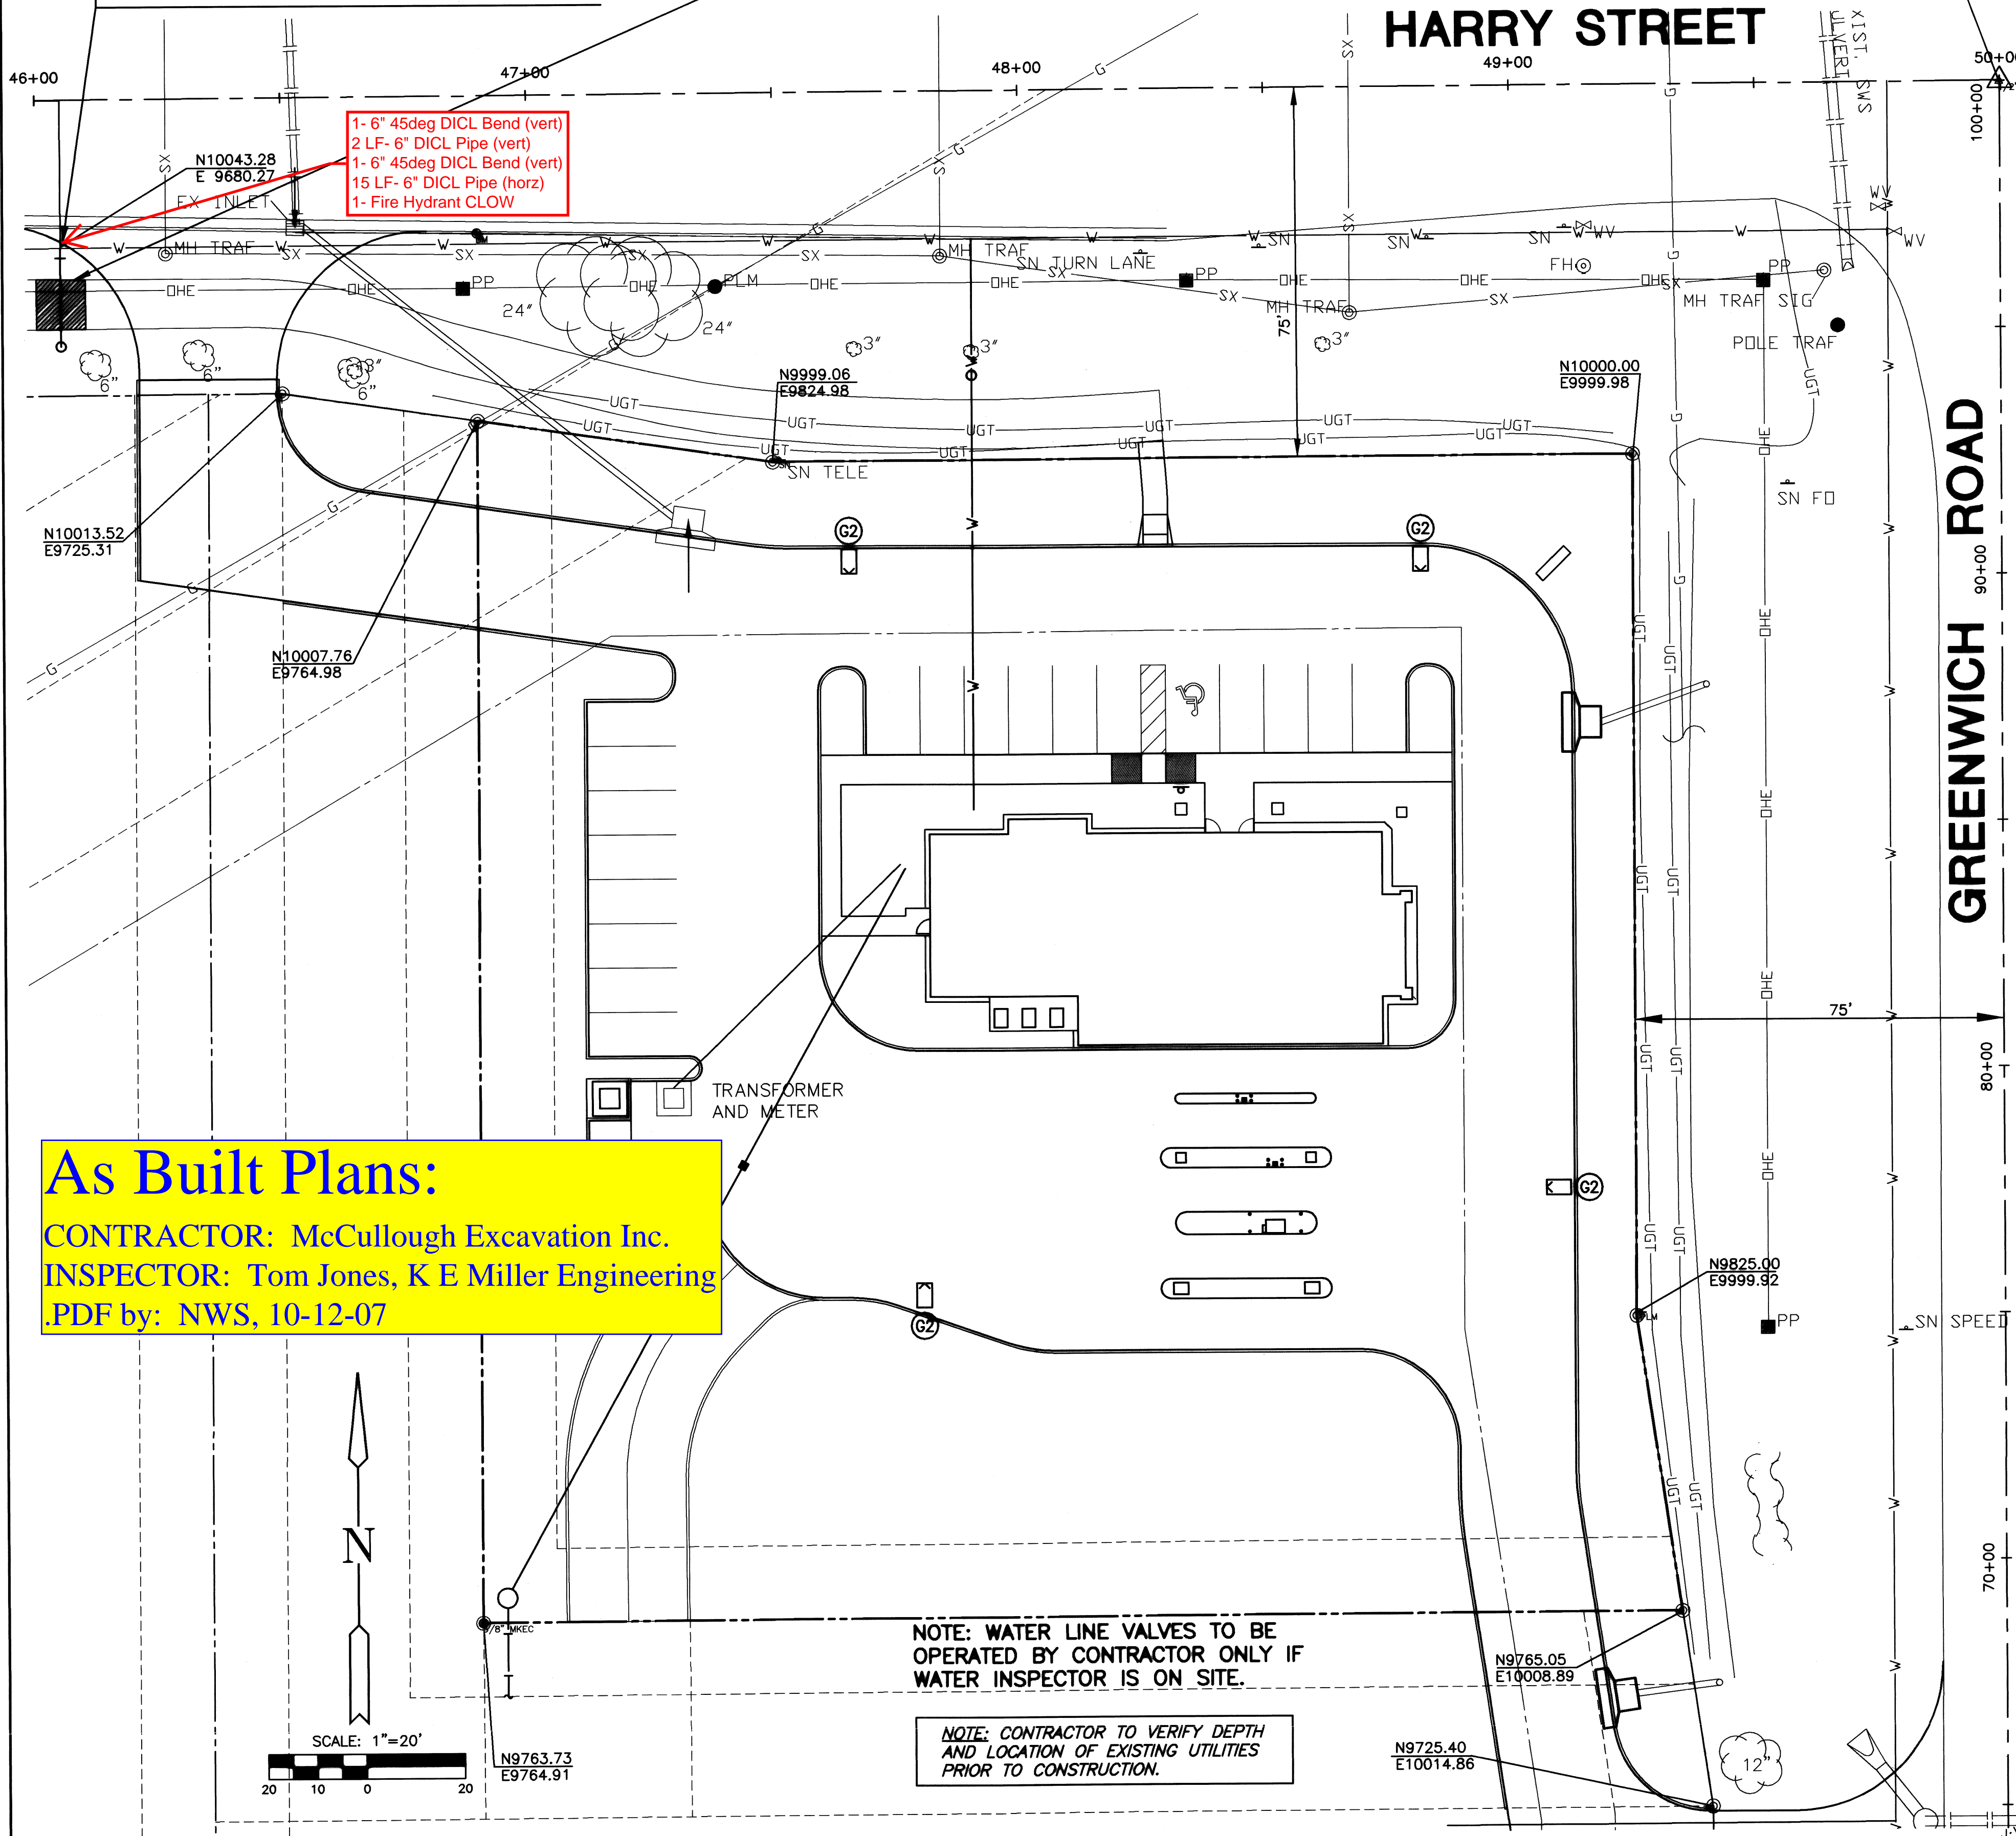 HARRY STREET
46+00
47+00
48+00
49+00
100+00
XIST.
SWS
1- 6" 45deg DICL Bend (vert)
2 LF- 6" DICL Pipe (vert)
1- 6" 45deg DICL Bend (vert)
15 LF- 6" DICL Pipe (horz)
1- Fire Hydrant CLOW
N10043.28
E 9680.27
EX INLET
MH TRAF
MH TRAF
SN TURN LANE
SN
SN
SN
WV
WV
WV
FH
PP
PLM
PP
PP
MH TRAF
MH TRAF SIG
POLE TRAF
75'
24"
24"
6"
6"
3"
6"
3"
3"
3"
N9999.06
E9824.98
N10000.00
E9999.98
SN TELE
SN FO
N10013.52
E9725.31
G2
G2
GREENWICH ROAD
90+00
N10007.76
E9764.98
75'
80+00
TRANSFORMER
AND METER
As Built Plans:
CONTRACTOR: McCullough Excavation Inc.
INSPECTOR: Tom Jones, K E Miller Engineering
.PDF by: NWS, 10-12-07
G2
G2
N9825.00
E9999.92
PP
SN SPEED
70+00
N
NOTE: WATER LINE VALVES TO BE
OPERATED BY CONTRACTOR ONLY IF
WATER INSPECTOR IS ON SITE.
N9765.05
E10008.89
SCALE: 1"=20'
20 10 0 20
N9763.73
E9764.91
NOTE: CONTRACTOR TO VERIFY DEPTH
AND LOCATION OF EXISTING UTILITIES
PRIOR TO CONSTRUCTION.
N9725.40
E10014.86
12"